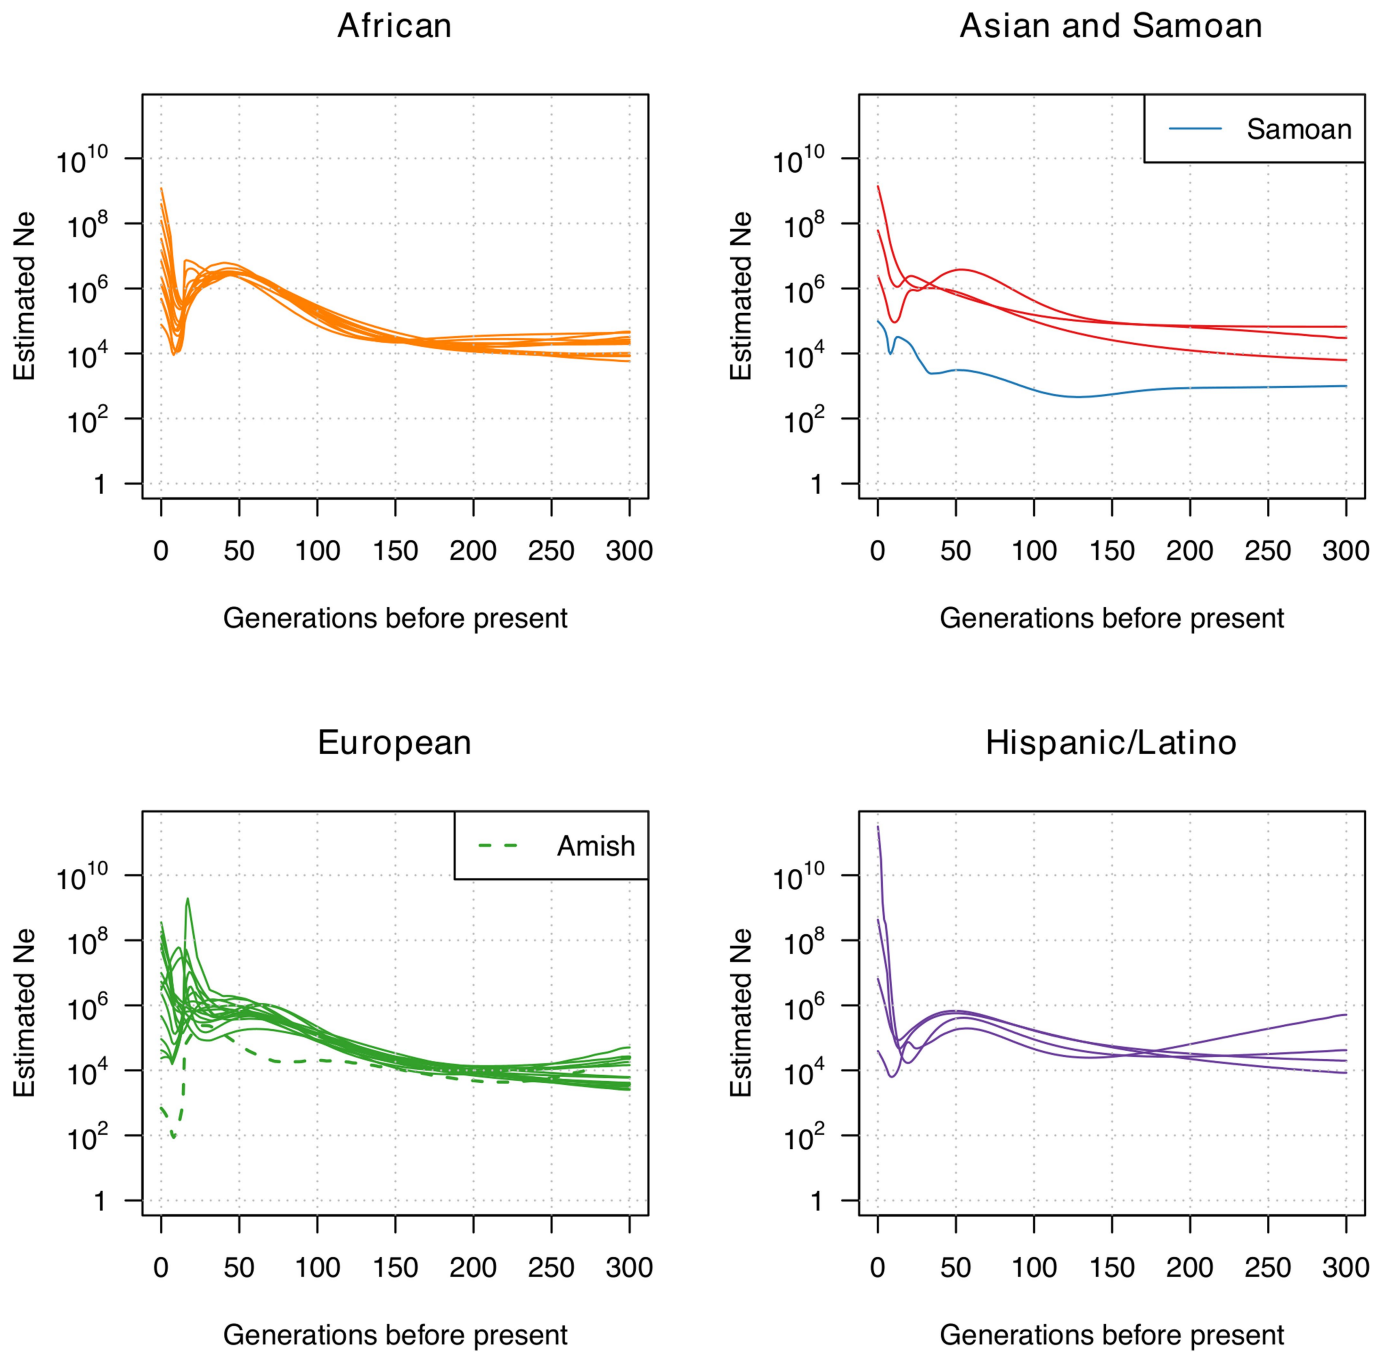 African
Estimated Ne
10^10
10^8
10^6
10^4
10^2
1
0 50 100 150 200 250 300
Generations before present
Asian and Samoan
Samoan
Estimated Ne
10^10
10^8
10^6
10^4
10^2
1
0 50 100 150 200 250 300
Generations before present
European
Amish
Estimated Ne
10^10
10^8
10^6
10^4
10^2
1
0 50 100 150 200 250 300
Generations before present
Hispanic/Latino
Estimated Ne
10^10
10^8
10^6
10^4
10^2
1
0 50 100 150 200 250 300
Generations before present